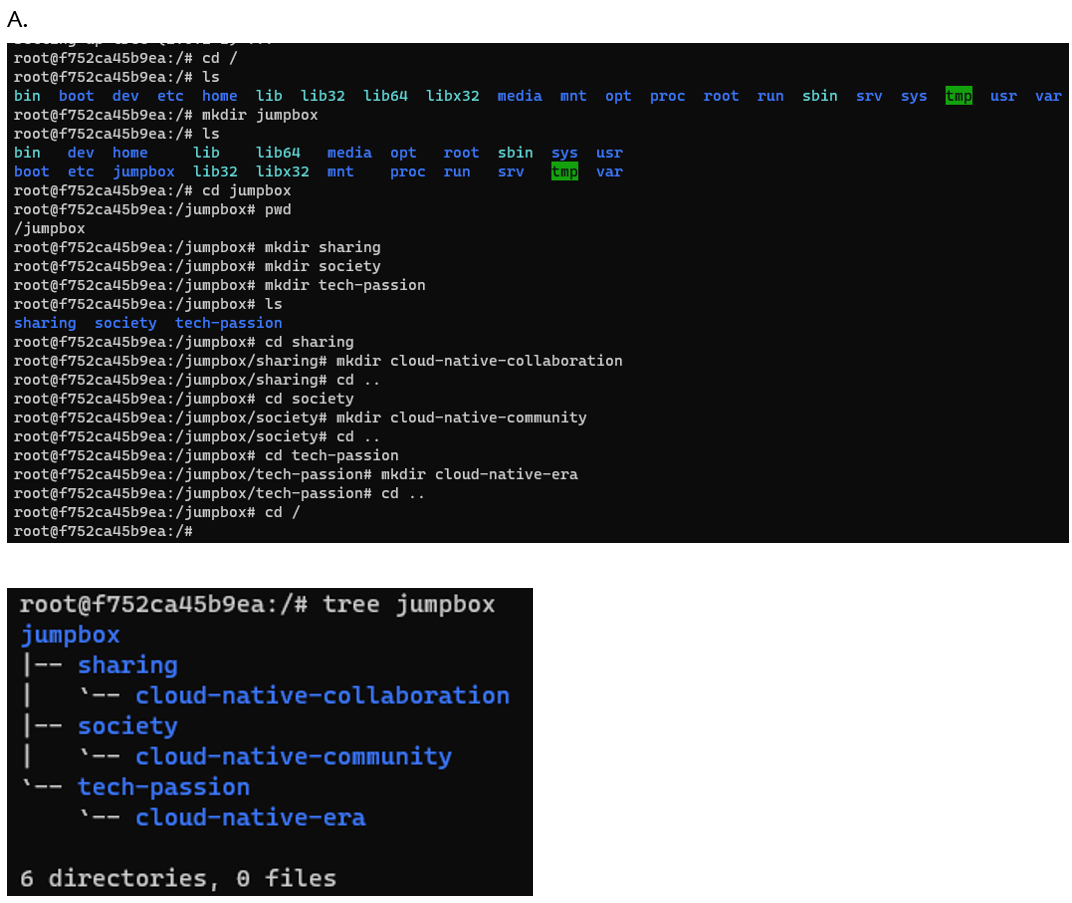 A.
root@f752ca45b9ea:/# cd /
root@f752ca45b9ea:/# ls
bin boot dev etc home lib lib32 lib64 libx32 media mnt opt proc root run sbin srv sys tmp usr var
root@f752ca45b9ea:/# mkdir jumpbox
root@f752ca45b9ea:/# ls
bin dev home lib lib64 media opt root sbin sys usr
boot etc jumpbox lib32 libx32 mnt proc run srv tmp var
root@f752ca45b9ea:/# cd jumpbox
root@f752ca45b9ea:/jumpbox# pwd
/jumpbox
root@f752ca45b9ea:/jumpbox# mkdir sharing
root@f752ca45b9ea:/jumpbox# mkdir society
root@f752ca45b9ea:/jumpbox# mkdir tech-passion
root@f752ca45b9ea:/jumpbox# ls
sharing society tech-passion
root@f752ca45b9ea:/jumpbox# cd sharing
root@f752ca45b9ea:/jumpbox/sharing# mkdir cloud-native-collaboration
root@f752ca45b9ea:/jumpbox/sharing# cd ..
root@f752ca45b9ea:/jumpbox# cd society
root@f752ca45b9ea:/jumpbox/society# mkdir cloud-native-community
root@f752ca45b9ea:/jumpbox/society# cd ..
root@f752ca45b9ea:/jumpbox# cd tech-passion
root@f752ca45b9ea:/jumpbox/tech-passion# mkdir cloud-native-era
root@f752ca45b9ea:/jumpbox/tech-passion# cd ..
root@f752ca45b9ea:/jumpbox# cd /
root@f752ca45b9ea:/#
root@f752ca45b9ea:/# tree jumpbox
jumpbox
|-- sharing
|   `-- cloud-native-collaboration
|-- society
|   `-- cloud-native-community
`-- tech-passion
    `-- cloud-native-era
6 directories, 0 files